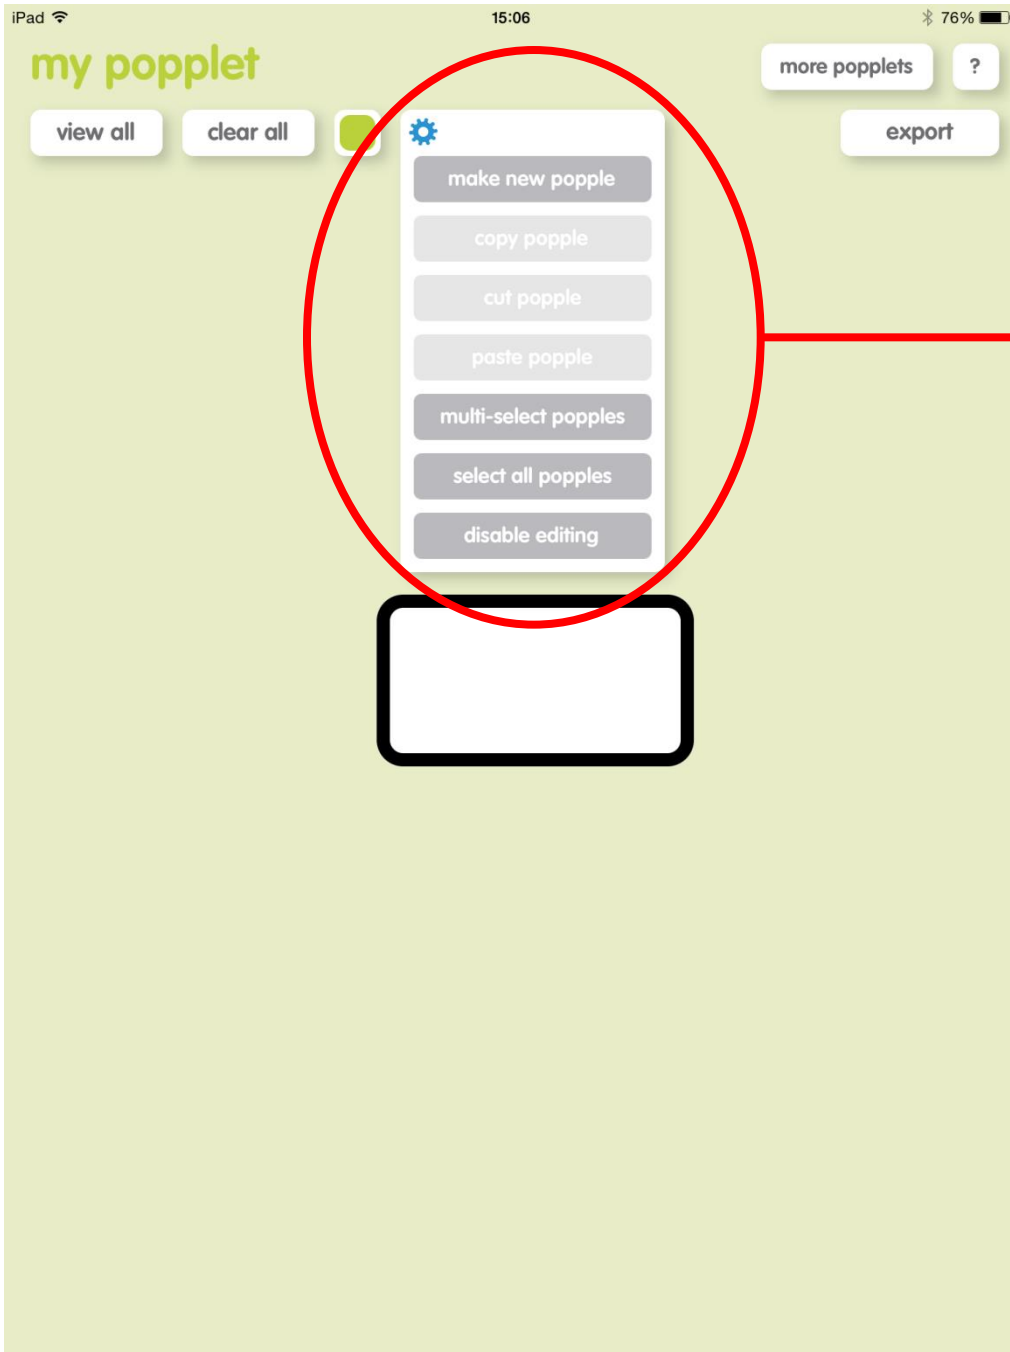 iPad 15:06 76%
my popplet
more popplets ?
view all clear all export
make new popple
copy popple
cut popple
paste popple
multi-select popples
select all popples
disable editing